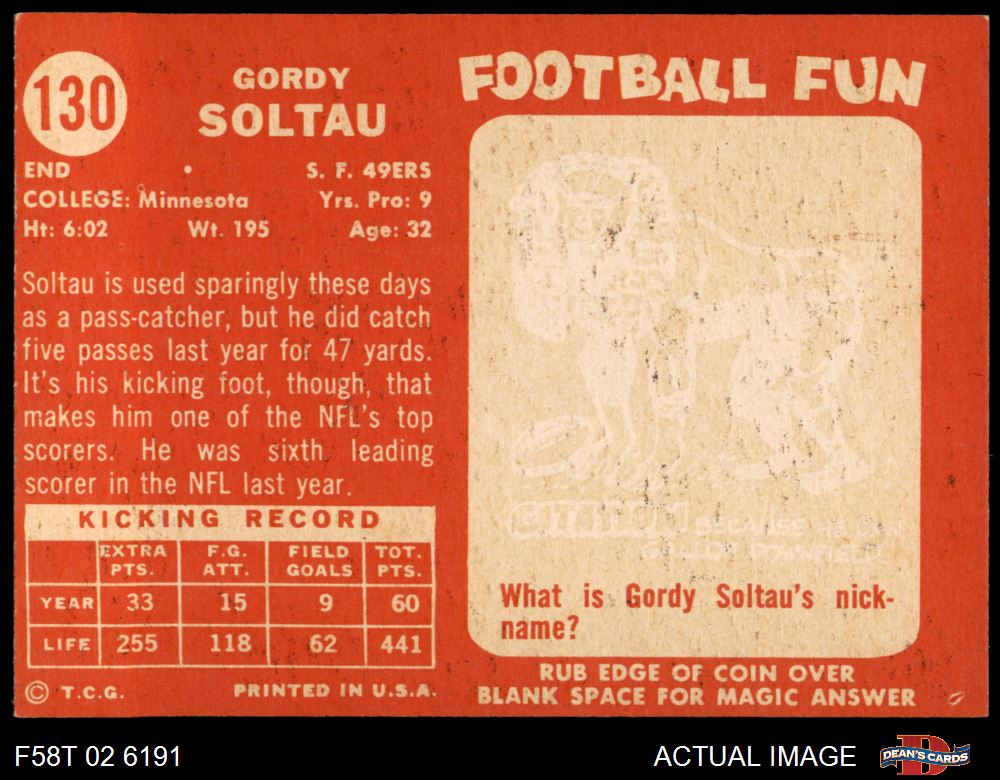 130
GORDY
SOLTAU
END • S. F. 49ERS
COLLEGE: Minnesota Yrs. Pro: 9
Ht: 6:02 Wt. 195 Age: 32
Soltau is used sparingly these days
as a pass-catcher, but he did catch
five passes last year for 47 yards.
It's his kicking foot, though, that
makes him one of the NFL's top
scorers. He was sixth leading
scorer in the NFL last year.
KICKING RECORD
EXTRA PTS. F.G. ATT. FIELD GOALS TOT. PTS.
YEAR 33 15 9 60
LIFE 255 118 62 441
© T.C.G. PRINTED IN U.S.A.
FOOTBALL FUN
BECAUSE HE CAN
GALLOP DOWNFIELD
What is Gordy Soltau's nick-
name?
RUB EDGE OF COIN OVER
BLANK SPACE FOR MAGIC ANSWER
F58T 02 6191
ACTUAL IMAGE
DEAN'S CARDS